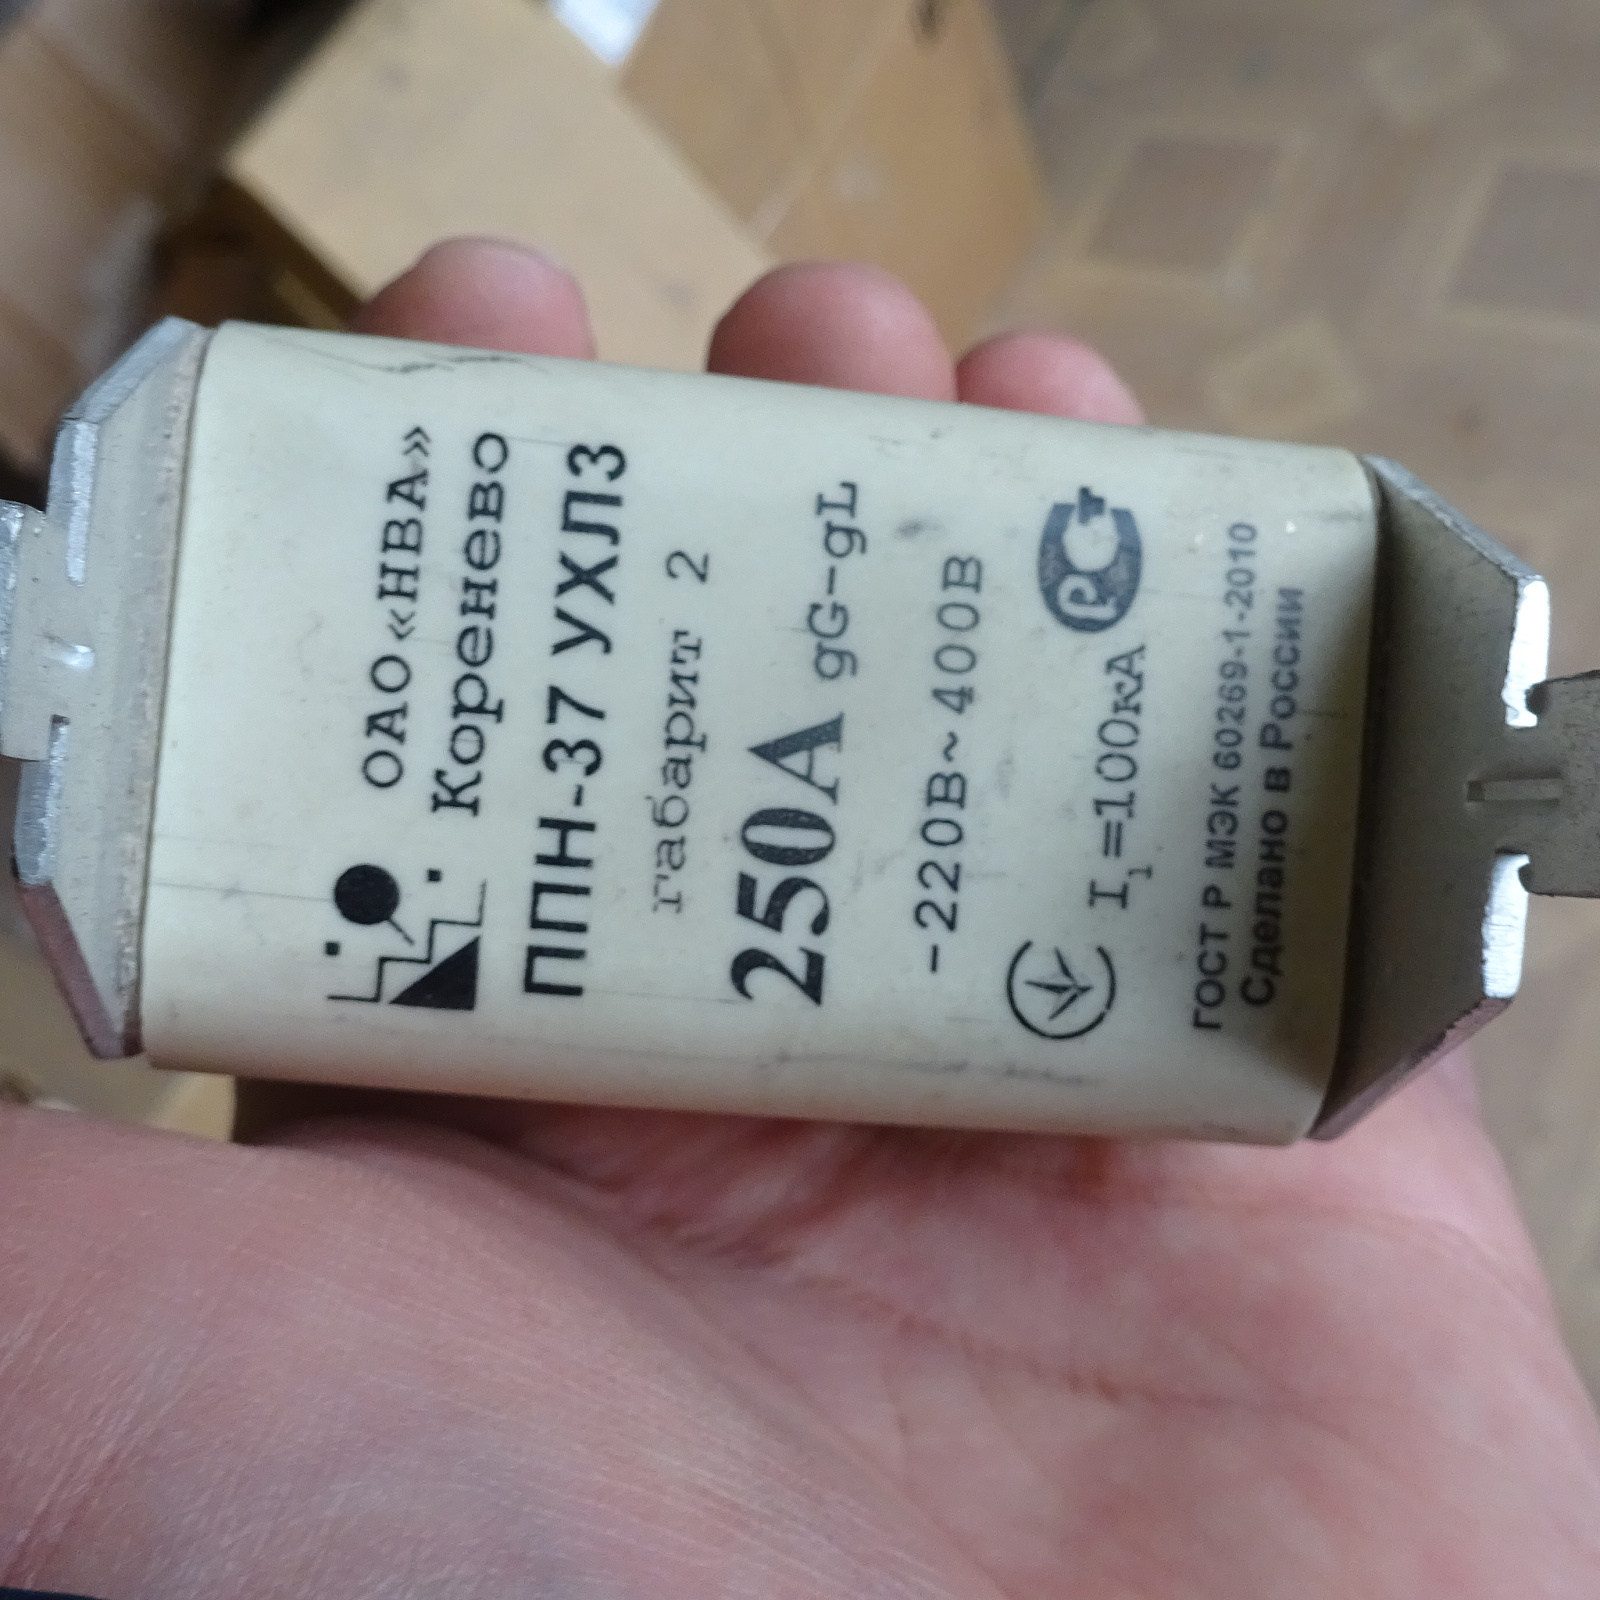 ОАО «НВА»
Коренево
ППН-37 УХЛ3
габарит 2
250А gG-gL
-220В~400В
I₁=100кА
РСТ
ГОСТ Р МЭК 60269-1-2010
Сделано в России